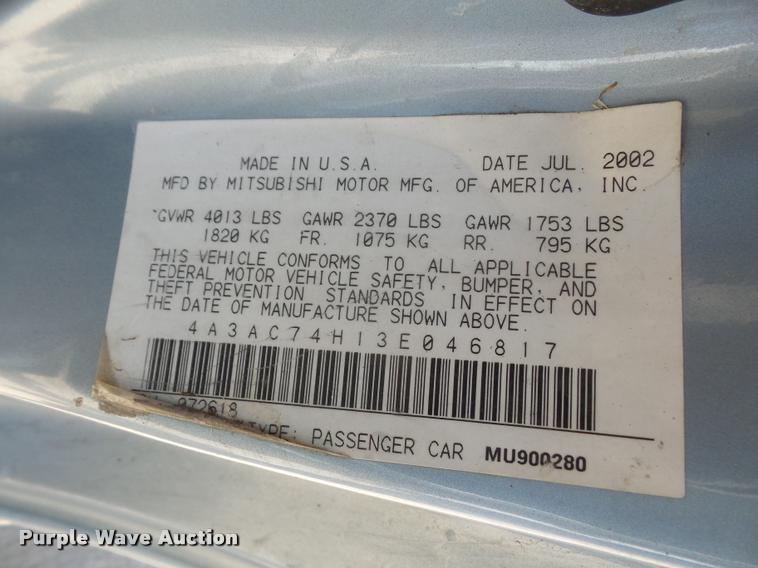 MADE IN U.S.A. DATE JUL. 2002
MFD BY MITSUBISHI MOTOR MFG. OF AMERICA, INC.
GVWR 4013 LBS GAWR 2370 LBS GAWR 1753 LBS
1820 KG FR. 1075 KG RR. 795 KG
THIS VEHICLE CONFORMS TO ALL APPLICABLE
FEDERAL MOTOR VEHICLE SAFETY, BUMPER, AND
THEFT PREVENTION STANDARDS IN EFFECT ON
THE DATE OF MANUFACTURE SHOWN ABOVE.
4A3AC74H13E046817
972618
TYPE: PASSENGER CAR MU900280
Purple Wave Auction